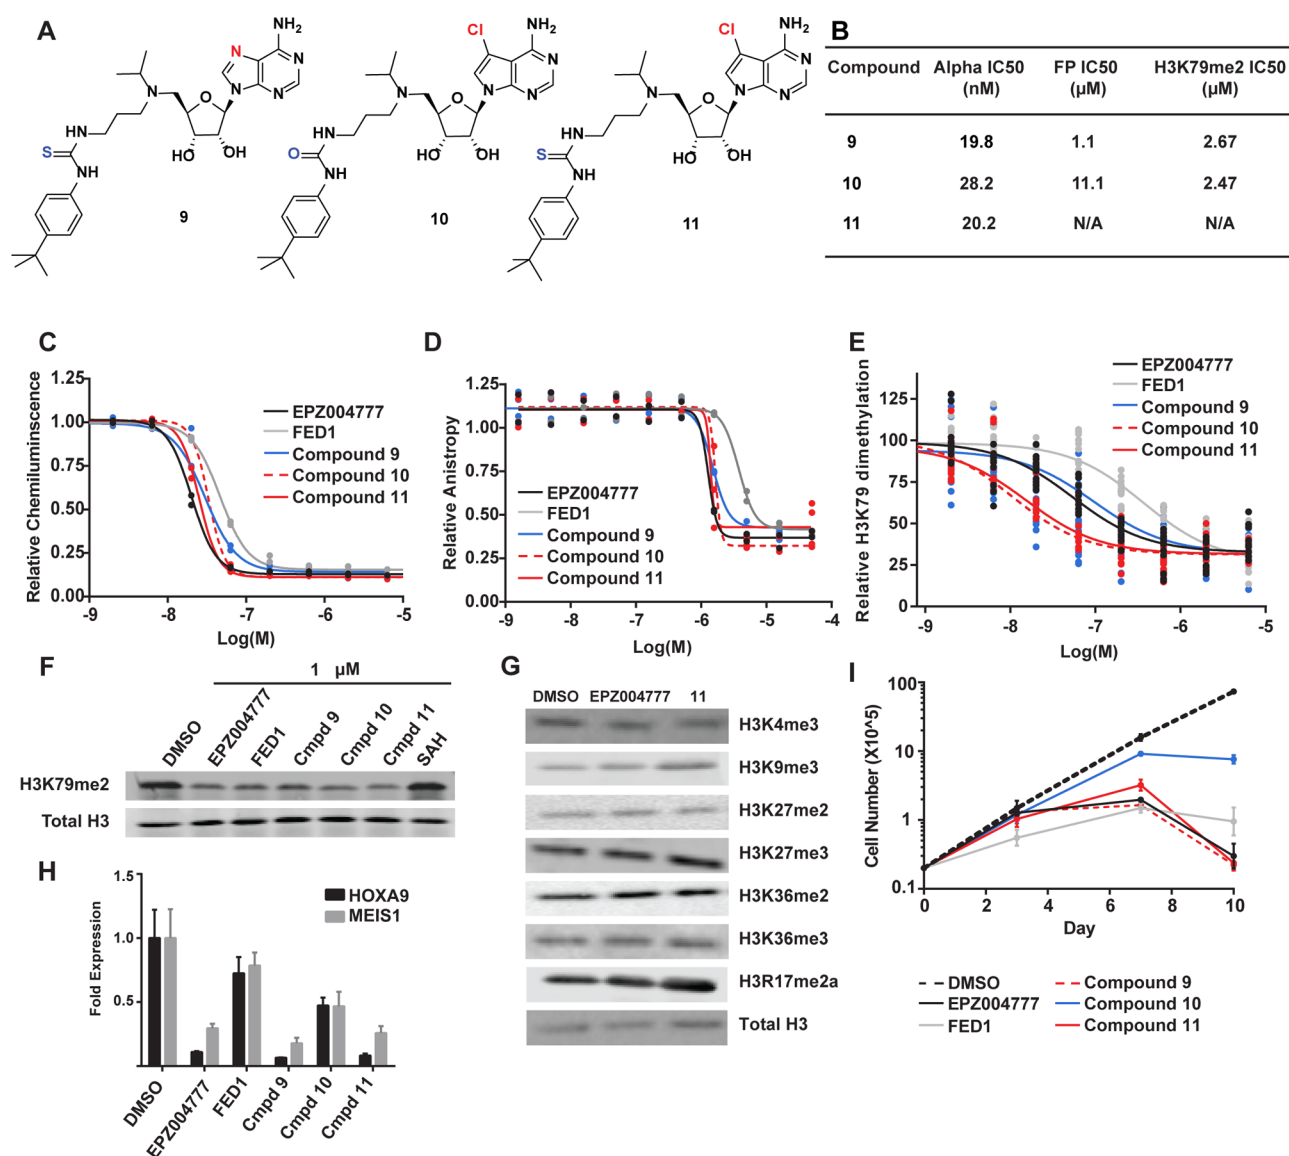 A
NH2
N
N
N
N
N
O
HO
OH
NH
S
NH
9
Cl
NH2
N
N
N
N
O
HO
OH
NH
O
NH
10
Cl
NH2
N
N
N
N
O
HO
OH
NH
S
NH
11
B
Compound Alpha IC50 (nM) FP IC50 (µM) H3K79me2 IC50 (µM)
9 19.8 1.1 2.67
10 28.2 11.1 2.47
11 20.2 N/A N/A
C
Relative Chemiluminescence
1.25
1.00
0.75
0.50
0.25
0.00
-9 -8 -7 -6 -5
Log(M)
EPZ004777
FED1
Compound 9
Compound 10
Compound 11
D
Relative Anistropy
1.25
1.00
0.75
0.50
0.25
0.00
-9 -8 -7 -6 -5 -4
Log(M)
EPZ004777
FED1
Compound 9
Compound 10
Compound 11
E
Relative H3K79 dimethylation
125
100
75
50
25
0
-9 -8 -7 -6 -5
Log(M)
EPZ004777
FED1
Compound 9
Compound 10
Compound 11
F
1 µM
DMSO
EPZ004777
FED1
Cmpd 9
Cmpd 10
Cmpd 11
SAH
H3K79me2
Total H3
G
DMSO EPZ004777 11
H3K4me3
H3K9me3
H3K27me2
H3K27me3
H3K36me2
H3K36me3
H3R17me2a
Total H3
H
Fold Expression
1.5
1.0
0.5
HOXA9
MEIS1
DMSO
EPZ004777
FED1
Cmpd 9
Cmpd 10
Cmpd 11
I
Cell Number (X10^5)
100
10
1
0.1
0 2 4 6 8 10
Day
DMSO
EPZ004777
FED1
Compound 9
Compound 10
Compound 11